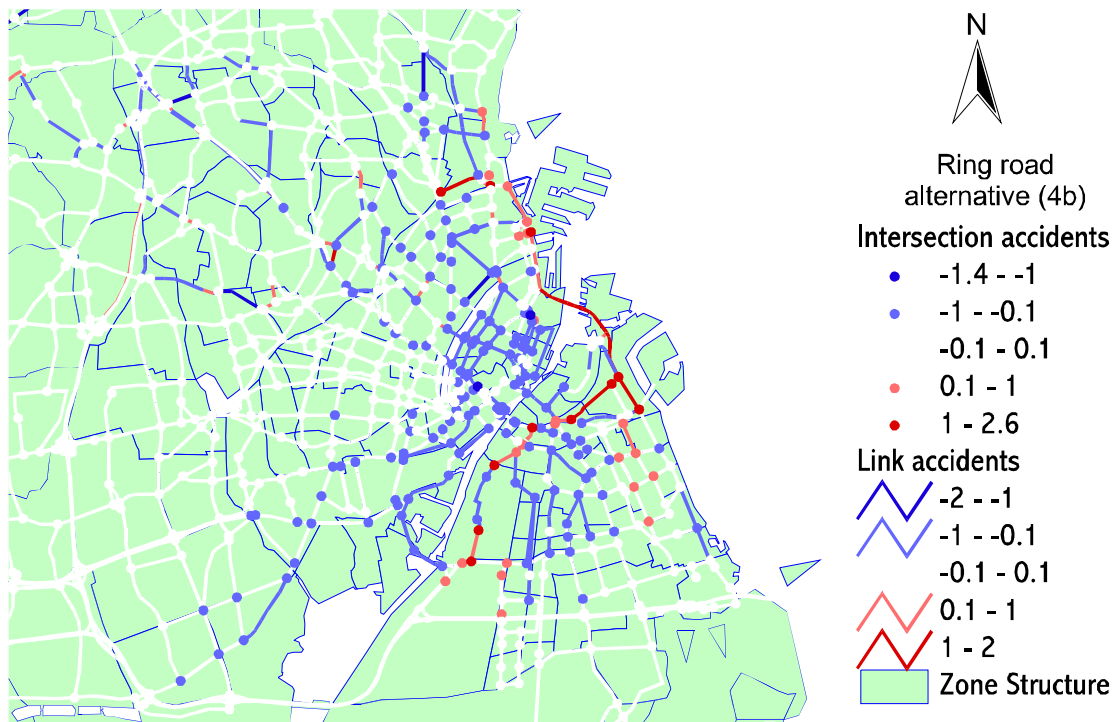 N
Ring road
alternative (4b)
Intersection accidents
-1.4 - -1
-1 - -0.1
-0.1 - 0.1
0.1 - 1
1 - 2.6
Link accidents
-2 - -1
-1 - -0.1
-0.1 - 0.1
0.1 - 1
1 - 2
Zone Structure